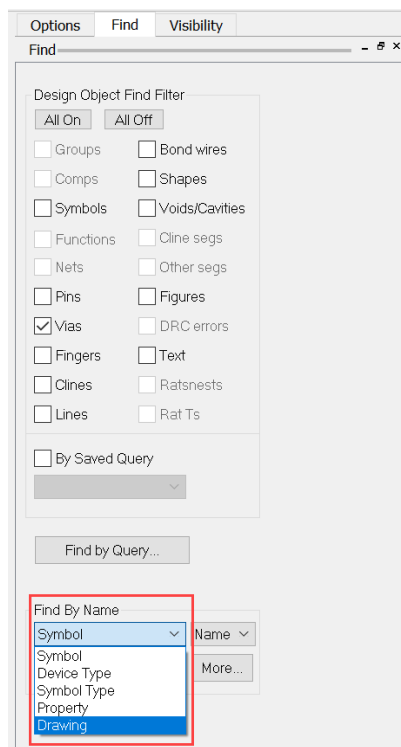 Options Find Visibility
Find
Design Object Find Filter
All On All Off
Groups Bond wires
Comps Shapes
Symbols Voids/Cavities
Functions Cline segs
Nets Other segs
Pins Figures
Vias DRC errors
Fingers Text
Clines Ratsnests
Lines Rat Ts
By Saved Query
Find by Query...
Find By Name
Symbol Name
Symbol
Device Type More...
Symbol Type
Property
Drawing